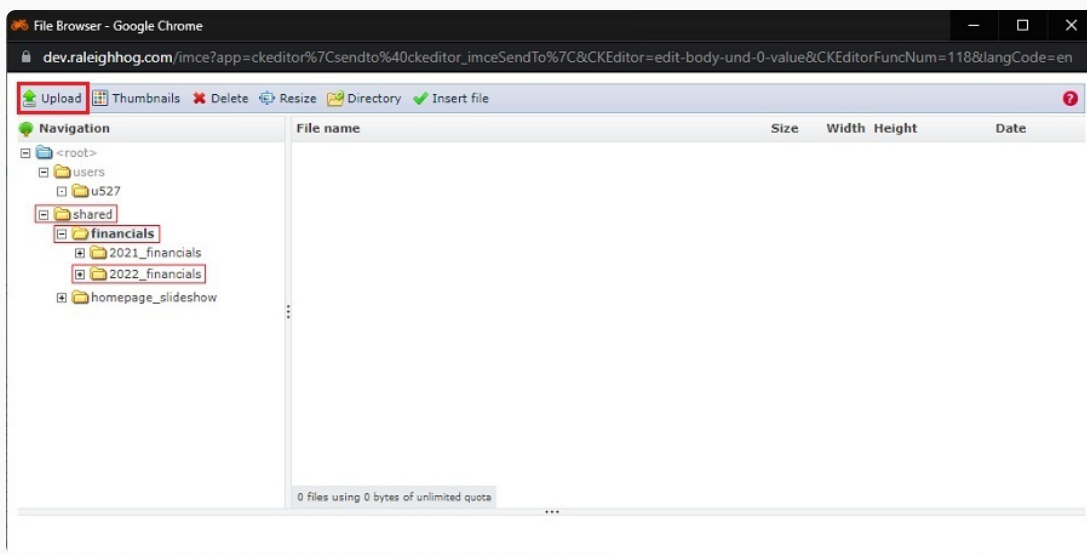 File Browser - Google Chrome
dev.raleighhog.com/imce?app=ckeditor%7Csendto%40ckeditor_imceSendTo%7C&CKEditor=edit-body-und-0-value&CKEditorFuncNum=118&langCode=en
Upload Thumbnails Delete Resize Directory Insert file ?
Navigation File name Size Width Height Date
<root>
users
u527
shared
financials
2021_financials
2022_financials
homepage_slideshow
0 files using 0 bytes of unlimited quota